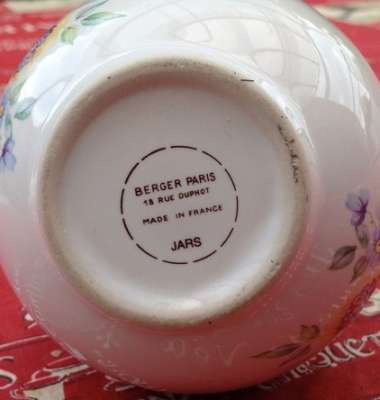 BERGER PARIS
18 RUE DUPHOT
MADE IN FRANCE
JARS